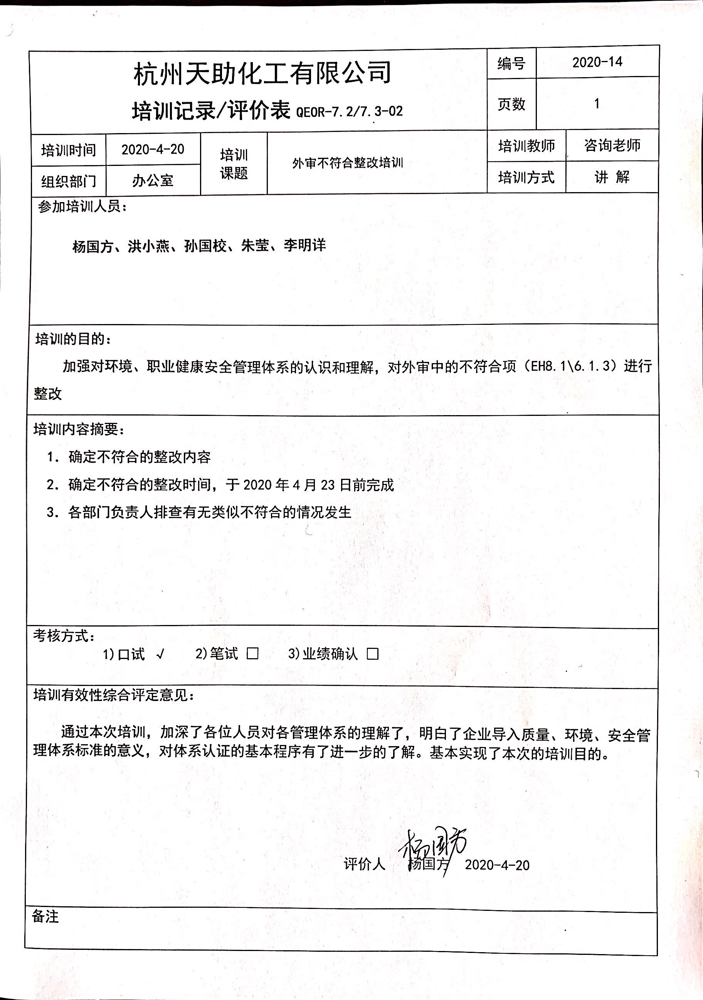 杭州天助化工有限公司
培训记录/评价表 QEOR-7.2/7.3-02
编号
2020-14
页数
1
培训时间
2020-4-20
培训
课题
外审不符合整改培训
培训教师
咨询老师
组织部门
办公室
培训方式
讲 解
参加培训人员：
杨国方、洪小燕、孙国校、朱莹、李明洋
培训的目的：
加强对环境、职业健康安全管理体系的认识和理解，对外审中的不符合项（EH8.1\6.1.3）进行
整改
培训内容摘要：
1. 确定不符合的整改内容
2. 确定不符合的整改时间，于 2020 年 4 月 23 日前完成
3. 各部门负责人排查有无类似不符合的情况发生
考核方式：
1)口试 √ 2)笔试 □ 3)业绩确认 □
培训有效性综合评定意见：
通过本次培训，加深了各位人员对各管理体系的理解了，明白了企业导入质量、环境、安全管
理体系标准的意义，对体系认证的基本程序有了进一步的了解。基本实现了本次的培训目的。
杨国方
评价人 杨国方 2020-4-20
备注